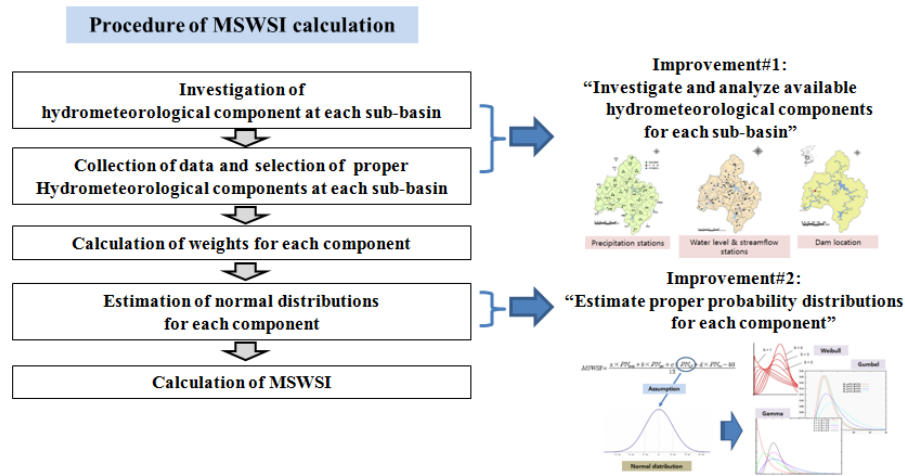 Procedure of MSWSI calculation
Investigation of
hydrometeorological component at each sub-basin
Collection of data and selection of proper
Hydrometeorological components at each sub-basin
Calculation of weights for each component
Estimation of normal distributions
for each component
Calculation of MSWSI
Improvement#1:
“Investigate and analyze available
hydrometeorological components
for each sub-basin”
Precipitation stations
Water level & streamflow
stations
Dam location
Improvement#2:
“Estimate proper probability distributions
for each component”
Assumption
Normal distribution
Weibull
Gumbel
Gamma